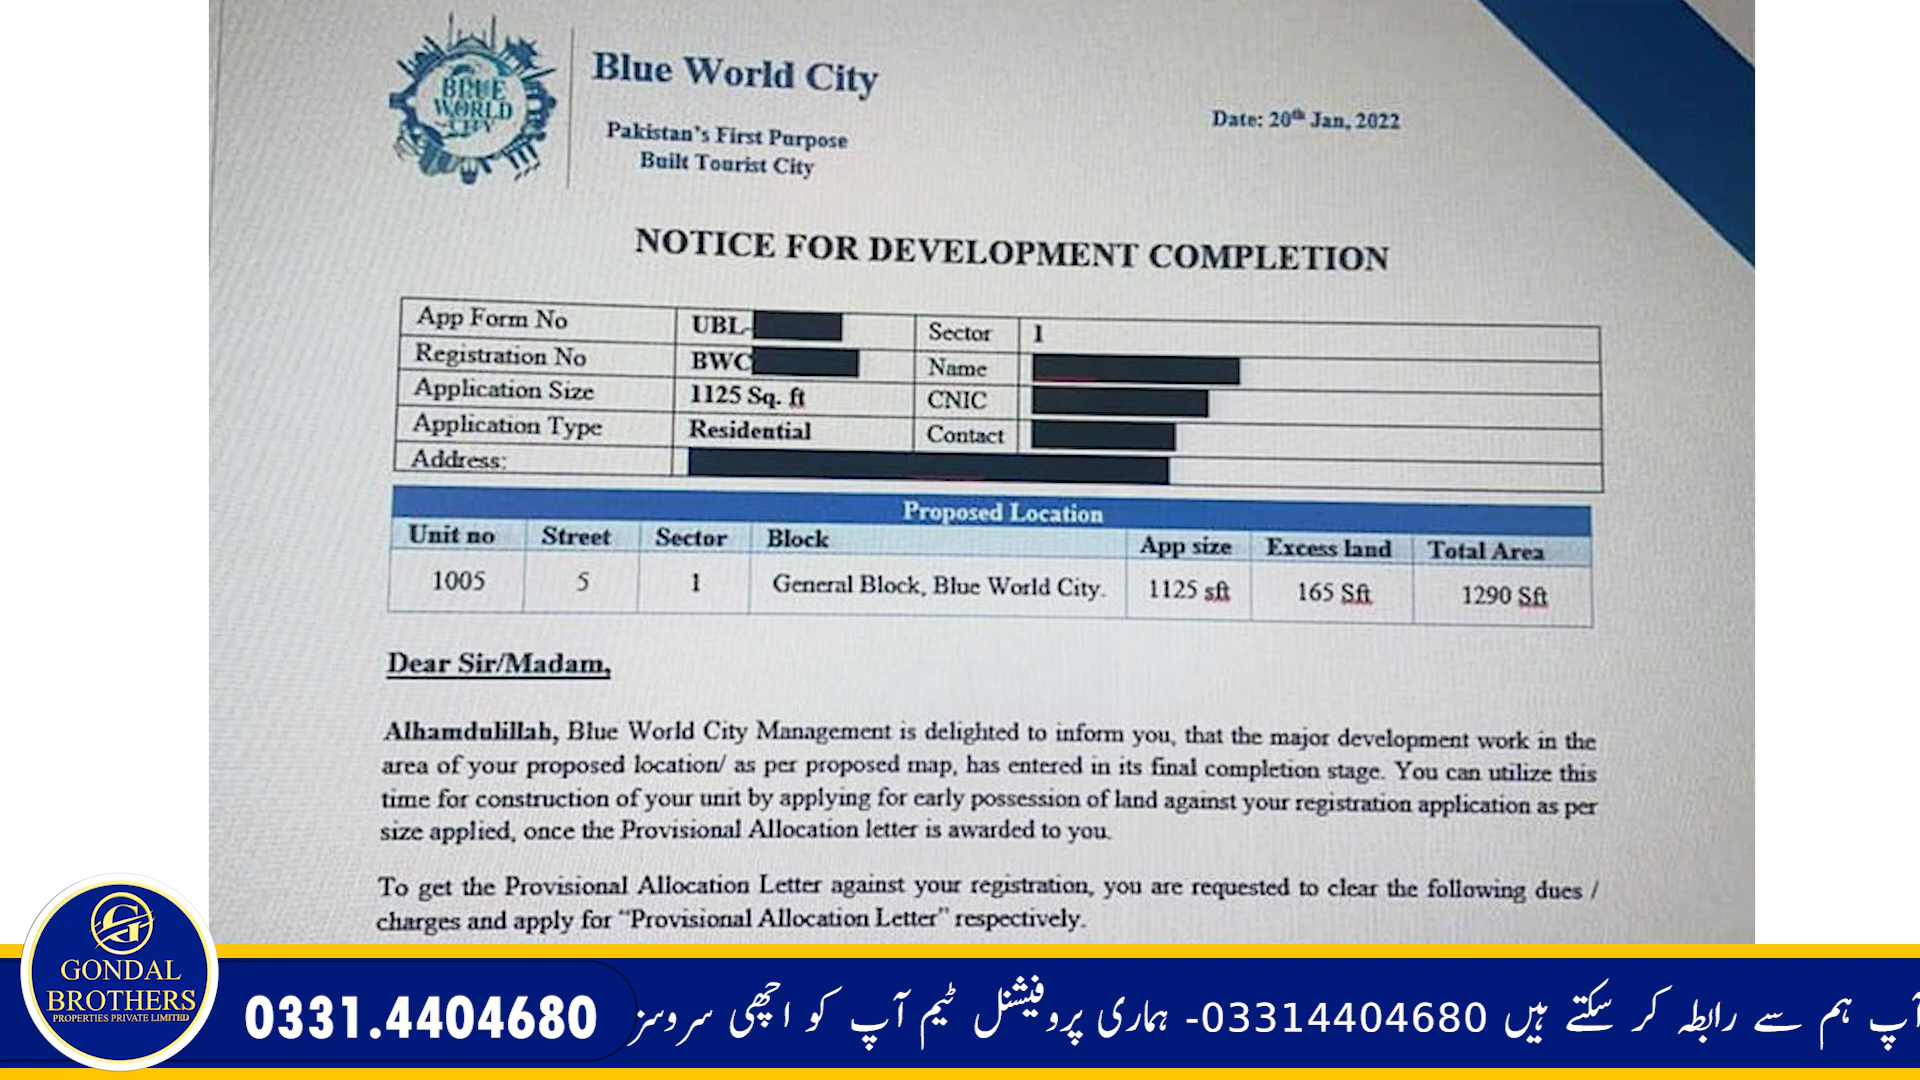 BLUE
WORLD
CITY
Blue World City
Pakistan's First Purpose
Built Tourist City
Date: 20th Jan, 2022
NOTICE FOR DEVELOPMENT COMPLETION
App Form No UBL- Sector 1
Registration No BWC Name
Application Size 1125 Sq. ft CNIC
Application Type Residential Contact
Address:
Proposed Location
Unit no Street Sector Block App size Excess land Total Area
1005 5 1 General Block, Blue World City. 1125 sft 165 Sft 1290 Sft
Dear Sir/Madam,
Alhamdulillah, Blue World City Management is delighted to inform you, that the major development work in the
area of your proposed location/ as per proposed map, has entered in its final completion stage. You can utilize this
time for construction of your unit by applying for early possession of land against your registration application as per
size applied, once the Provisional Allocation letter is awarded to you.
To get the Provisional Allocation Letter against your registration, you are requested to clear the following dues /
charges and apply for "Provisional Allocation Letter" respectively.
G
GONDAL
BROTHERS
PROPERTIES PRIVATE LIMITED
0331.4404680
آپ ہم سے رابطہ کر سکتے ہیں 03314404680- ہماری پروفیشنل ٹیم آپ کو اچھی سروسز